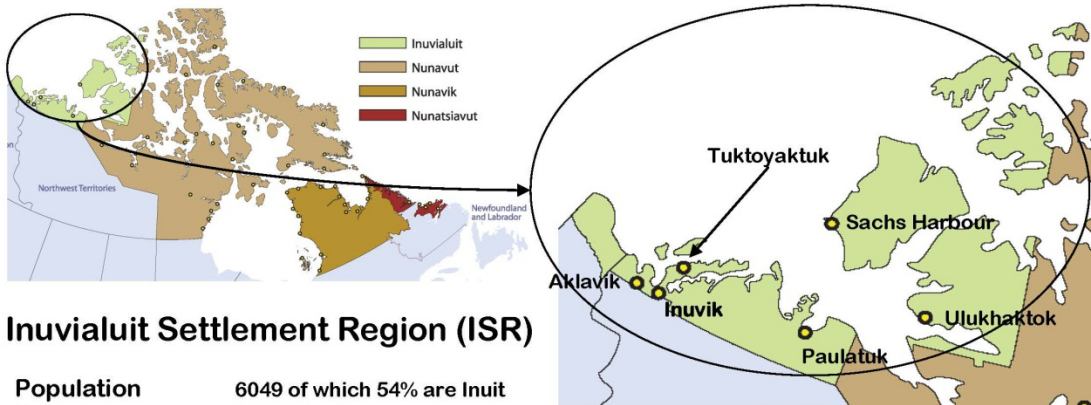 Inuvialuit
Nunavut
Nunavik
Nunatsiavut
Northwest Territories
Newfoundland
and Labrador
Tuktoyaktuk
Sachs Harbour
Aklavik
Inuvik
Ulukhaktok
Paulatuk
Inuvialuit Settlement Region (ISR)
Population 6049 of which 54% are Inuit